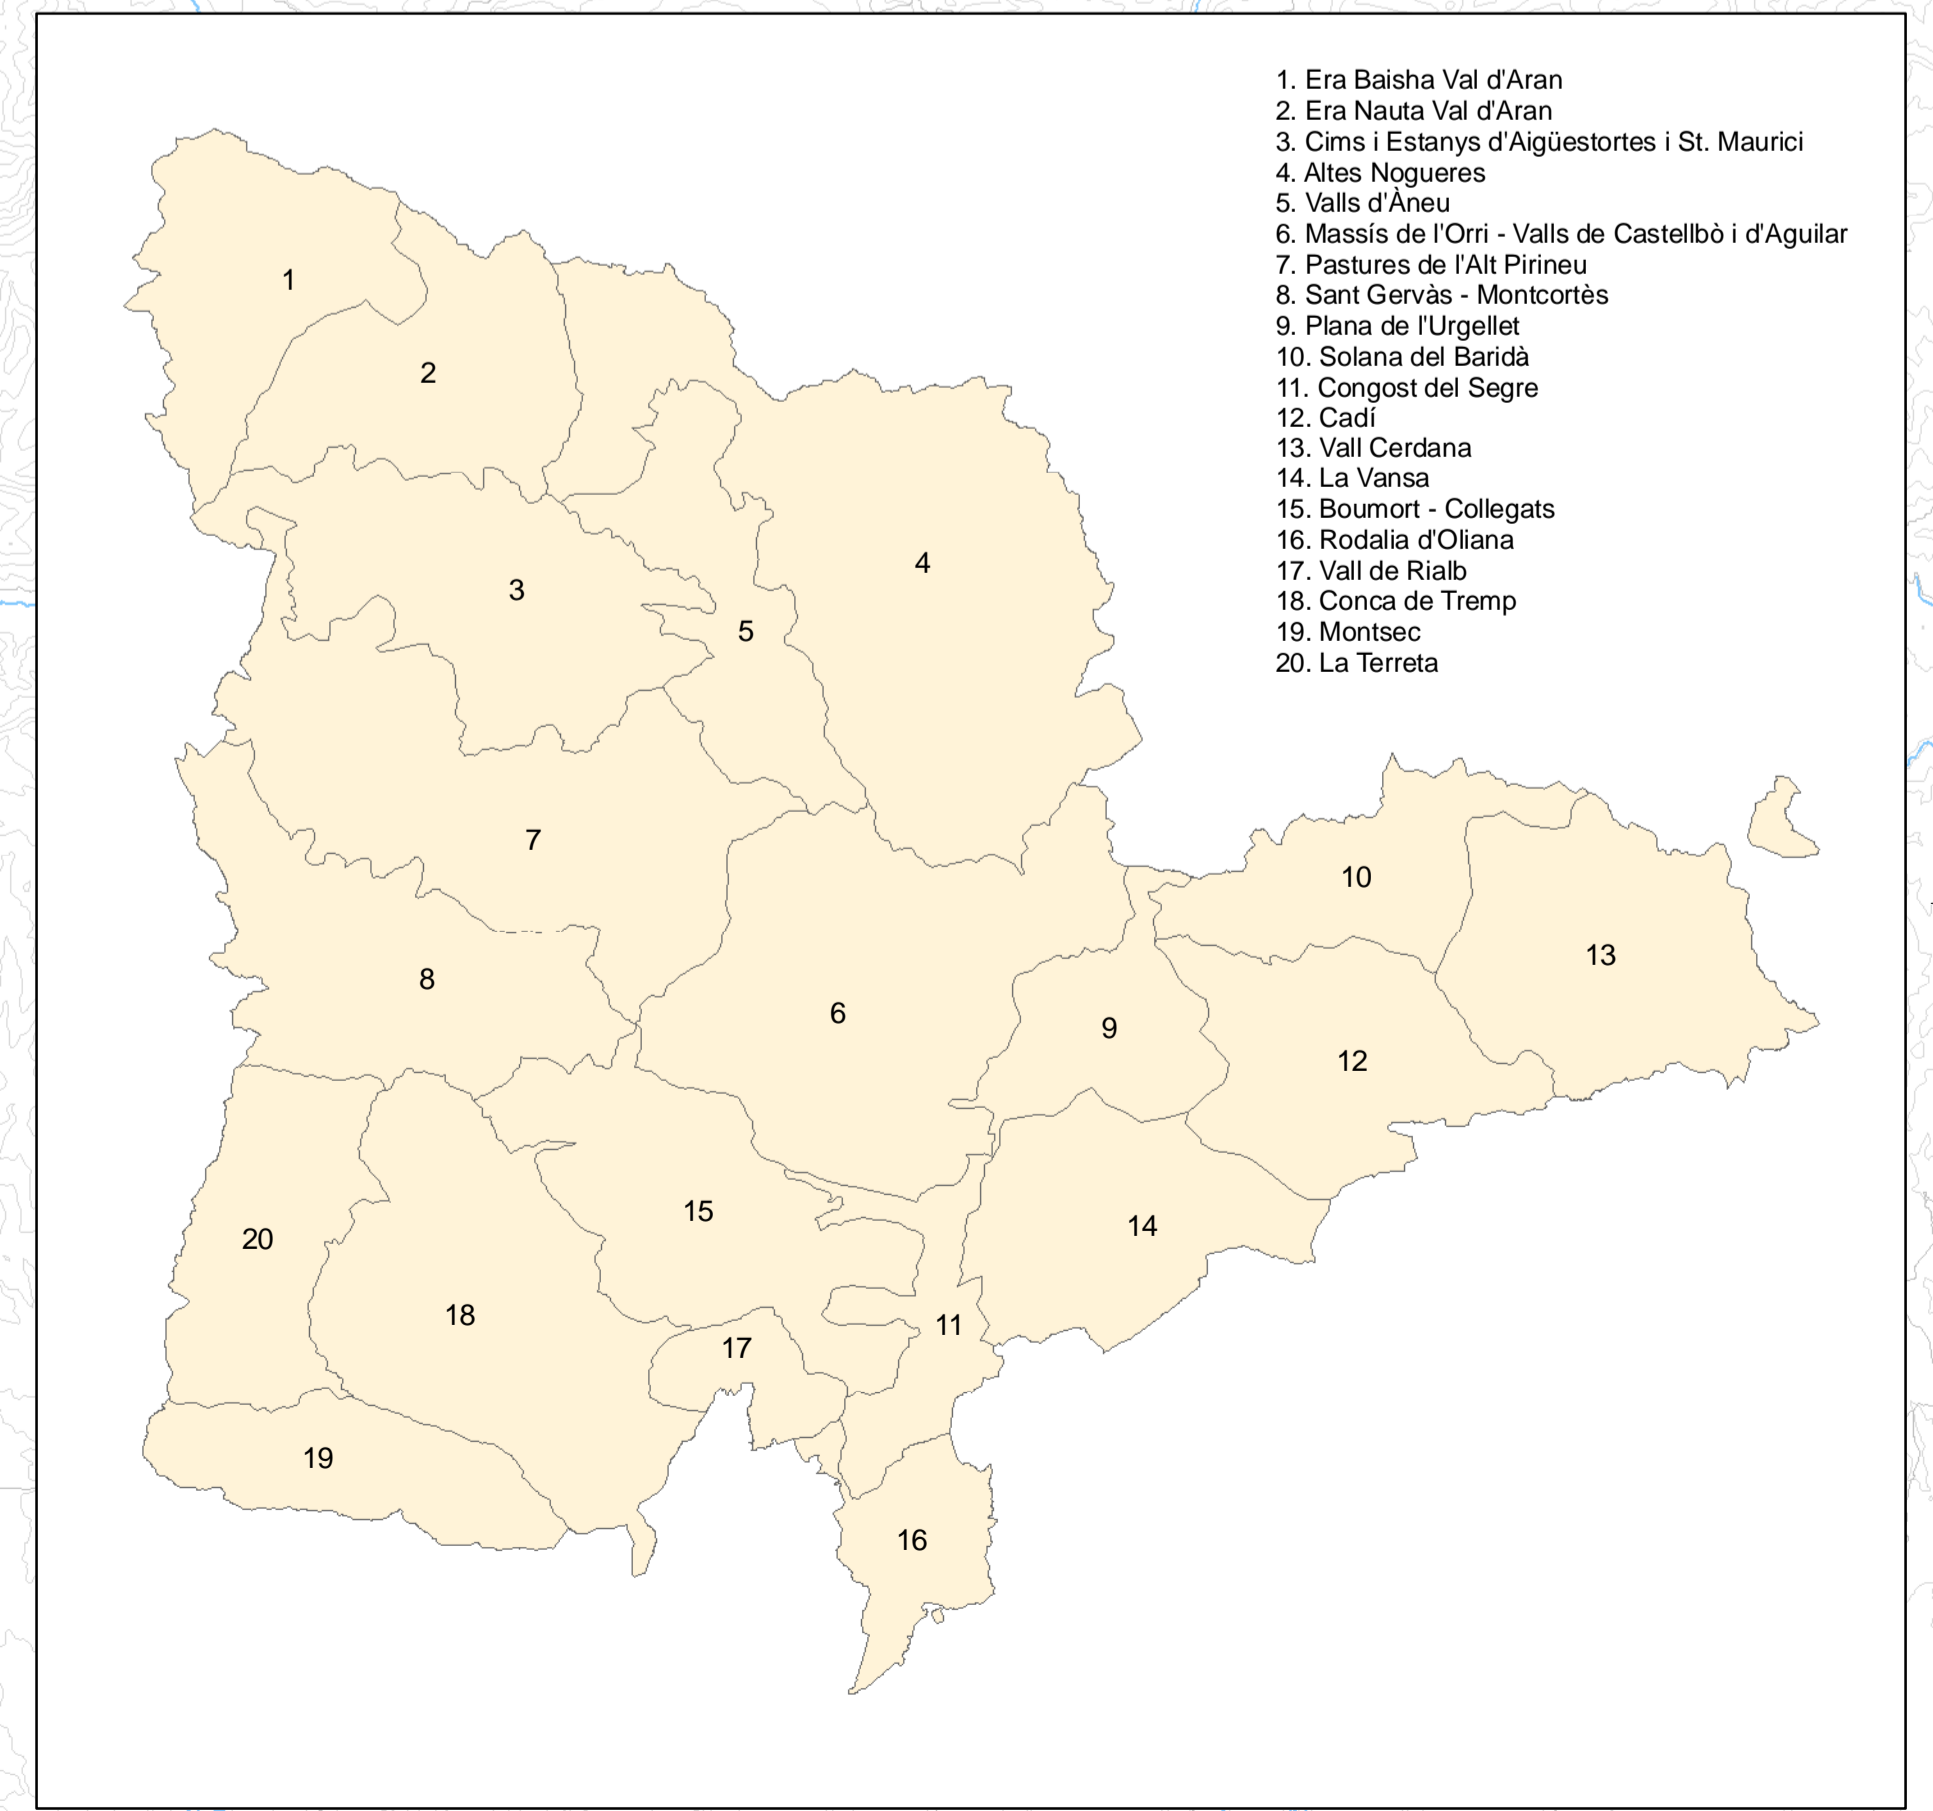 1. Era Baisha Val d'Aran
2. Era Nauta Val d'Aran
3. Cims i Estanys d'Aigüestortes i St. Maurici
4. Altes Nogueres
5. Valls d'Àneu
6. Massís de l'Orri - Valls de Castellbò i d'Aguilar
7. Pastures de l'Alt Pirineu
8. Sant Gervàs - Montcortès
9. Plana de l'Urgellet
10. Solana del Baridà
11. Congost del Segre
12. Cadí
13. Vall Cerdana
14. La Vansa
15. Boumort - Collegats
16. Rodalia d'Oliana
17. Vall de Rialb
18. Conca de Tremp
19. Montsec
20. La Terreta
1
2
3
4
5
6
7
8
9
10
11
12
13
14
15
16
17
18
19
20